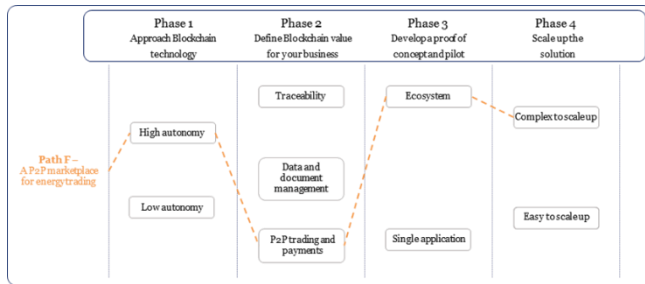 Phase 1
Approach Blockchain
technology
Phase 2
Define Blockchain value
for your business
Phase 3
Develop a proof of
concept and pilot
Phase 4
Scale up the
solution
Path F –
A P2P marketplace
for energy trading
High autonomy
Low autonomy
Traceability
Data and
document
management
P2P trading and
payments
Ecosystem
Single application
Complex to scale up
Easy to scale up